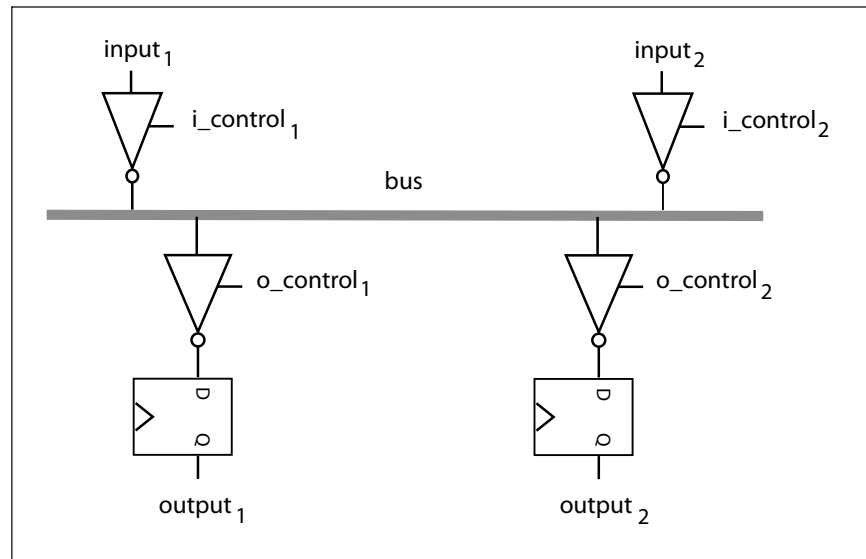 input1 input2
i_control1 i_control2
bus
o_control1 o_control2
D D
Q Q
output1 output2